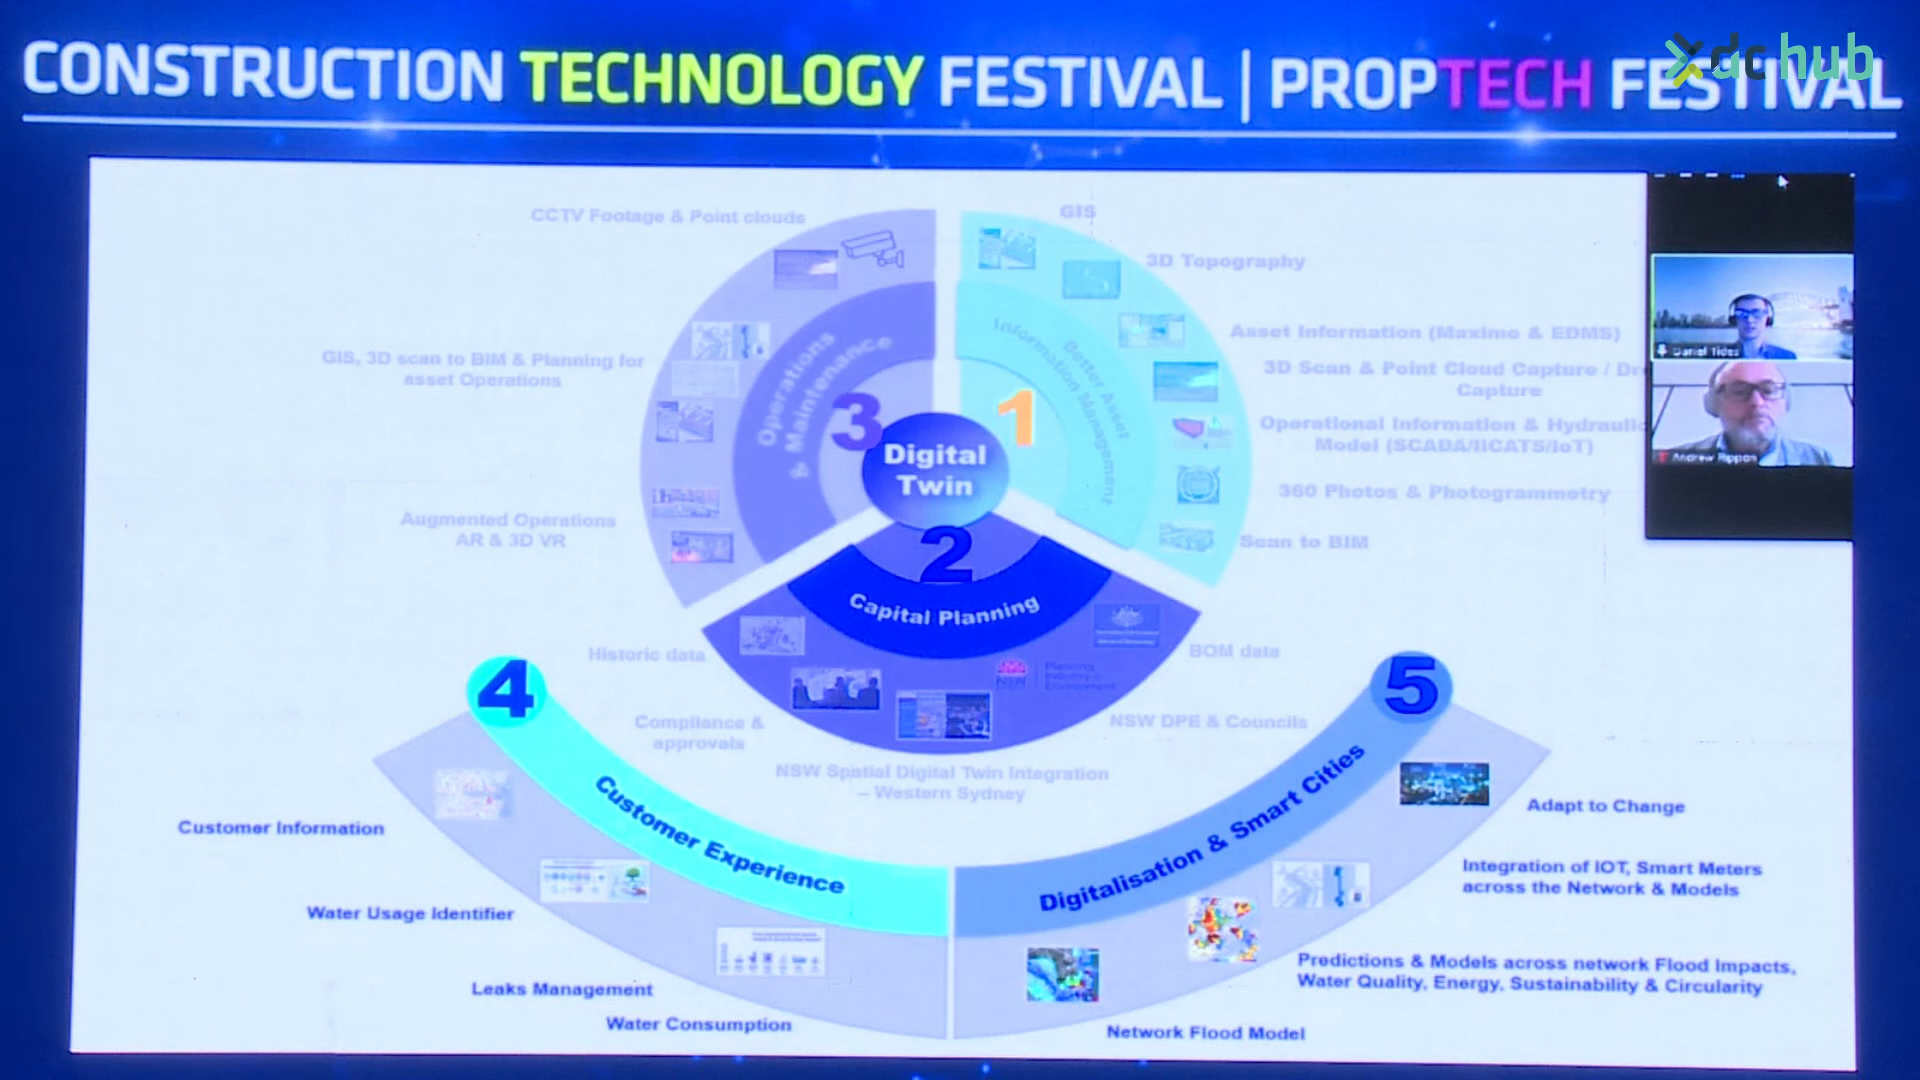 CONSTRUCTION TECHNOLOGY FESTIVAL | PROPTECH FESTIVAL
dc hub
CCTV Footage & Point clouds
GIS
3D Topography
Asset Information (Maximo & EDMS)
GIS, 3D scan to BIM & Planning for
asset Operations
3D Scan & Point Cloud Capture /
Capture
Operational Information & Hydraulic
Model (SCADA/IICATS/IoT)
360 Photos & Photogrammetry
Augmented Operations
AR & 3D VR
Scan to BIM
Operations
& Maintenance
3
Better Asset
Information Management
1
Digital
Twin
2
Capital Planning
Historic data
BOM data
NSW
Planning,
Industry &
Environment
Compliance &
approvals
NSW DPE & Councils
NSW Spatial Digital Twin Intagration
– Western Sydney
4
Customer Experience
5
Digitalisation & Smart Cities
Customer Information
Water Usage Identifier
Leaks Management
Water Consumption
Adapt to Change
Integration of IOT, Smart Meters
across the Network & Models
Predictions & Models across network Flood Impacts,
Water Quality, Energy, Sustainability & Circularity
Network Flood Model
Daniel Tides
Andrew Rippon